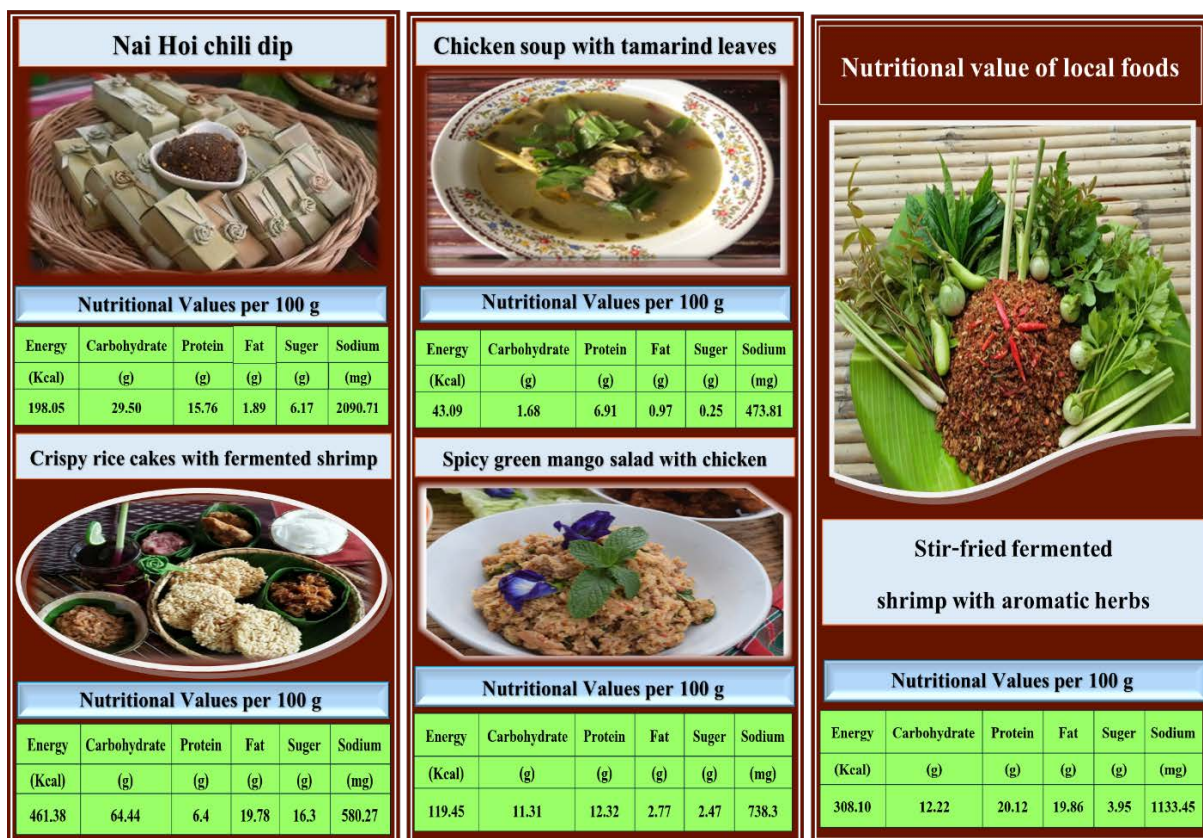 Nai Hoi chili dip
Nutritional Values per 100 g
Energy Carbohydrate Protein Fat Suger Sodium
(Kcal) (g) (g) (g) (g) (mg)
198.05 29.50 15.76 1.89 6.17 2090.71
Crispy rice cakes with fermented shrimp
Nutritional Values per 100 g
Energy Carbohydrate Protein Fat Suger Sodium
(Kcal) (g) (g) (g) (g) (mg)
461.38 64.44 6.4 19.78 16.3 580.27
Chicken soup with tamarind leaves
Nutritional Values per 100 g
Energy Carbohydrate Protein Fat Suger Sodium
(Kcal) (g) (g) (g) (g) (mg)
43.09 1.68 6.91 0.97 0.25 473.81
Spicy green mango salad with chicken
Nutritional Values per 100 g
Energy Carbohydrate Protein Fat Suger Sodium
(Kcal) (g) (g) (g) (g) (mg)
119.45 11.31 12.32 2.77 2.47 738.3
Nutritional value of local foods
Stir-fried fermented
shrimp with aromatic herbs
Nutritional Values per 100 g
Energy Carbohydrate Protein Fat Suger Sodium
(Kcal) (g) (g) (g) (g) (mg)
308.10 12.22 20.12 19.86 3.95 1133.45